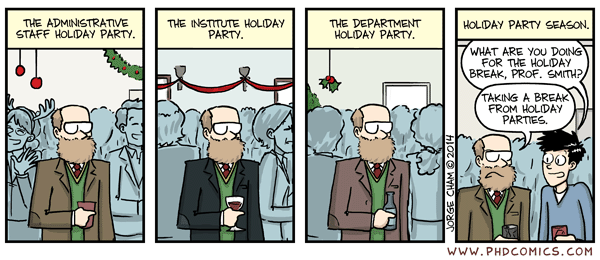 THE ADMINISTRATIVE
STAFF HOLIDAY PARTY.
THE INSTITUTE HOLIDAY
PARTY.
THE DEPARTMENT
HOLIDAY PARTY.
HOLIDAY PARTY SEASON.
WHAT ARE YOU DOING
FOR THE HOLIDAY
BREAK, PROF. SMITH?
TAKING A BREAK
FROM HOLIDAY
PARTIES.
JORGE CHAM © 2014
WWW.PHDCOMICS.COM